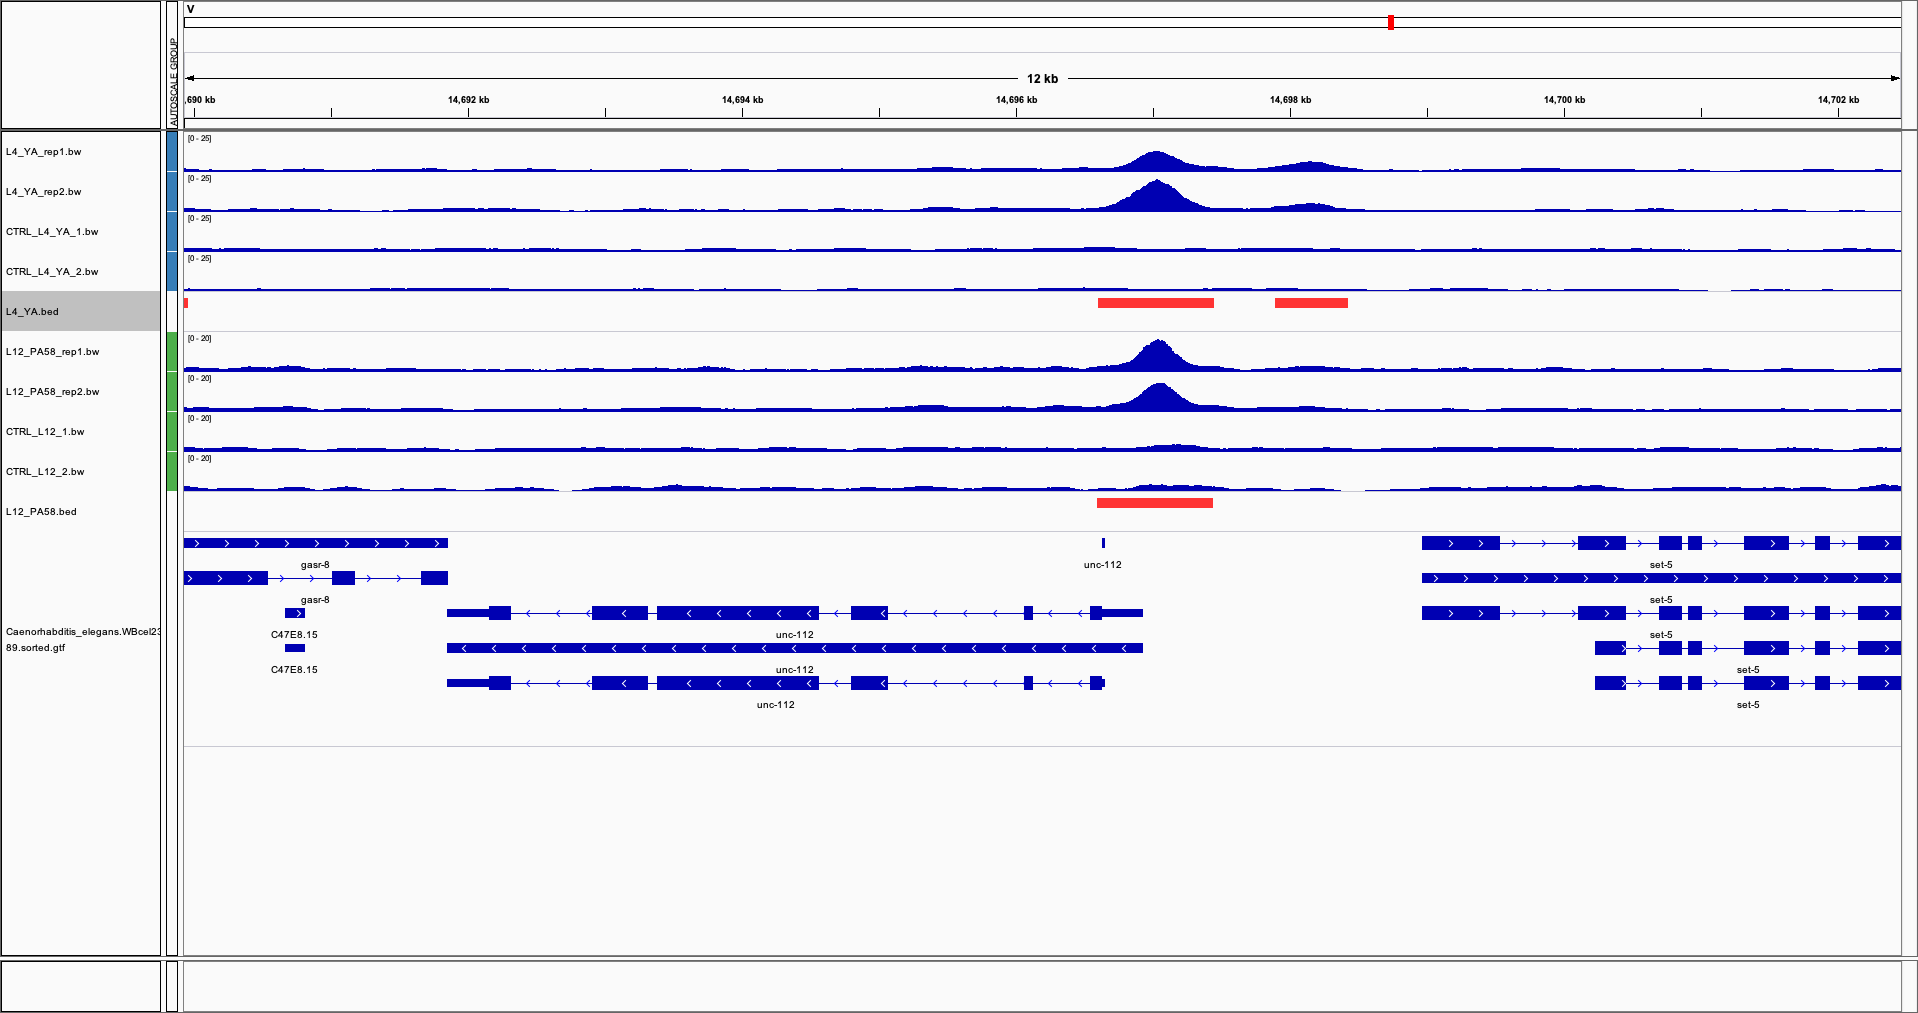 V
AUTOSCALE GROUP
12 kb
,690 kb 14,692 kb 14,694 kb 14,696 kb 14,698 kb 14,700 kb 14,702 kb
[0 - 25]
L4_YA_rep1.bw
[0 - 25]
L4_YA_rep2.bw
[0 - 25]
CTRL_L4_YA_1.bw
[0 - 25]
CTRL_L4_YA_2.bw
L4_YA.bed
[0 - 20]
L12_PA58_rep1.bw
[0 - 20]
L12_PA58_rep2.bw
[0 - 20]
CTRL_L12_1.bw
[0 - 20]
CTRL_L12_2.bw
L12_PA58.bed
gasr-8 unc-112 set-5
gasr-8 set-5
Caenorhabditis_elegans.WBcel23
89.sorted.gtf
C47E8.15 unc-112 set-5
C47E8.15 unc-112 set-5
unc-112 set-5